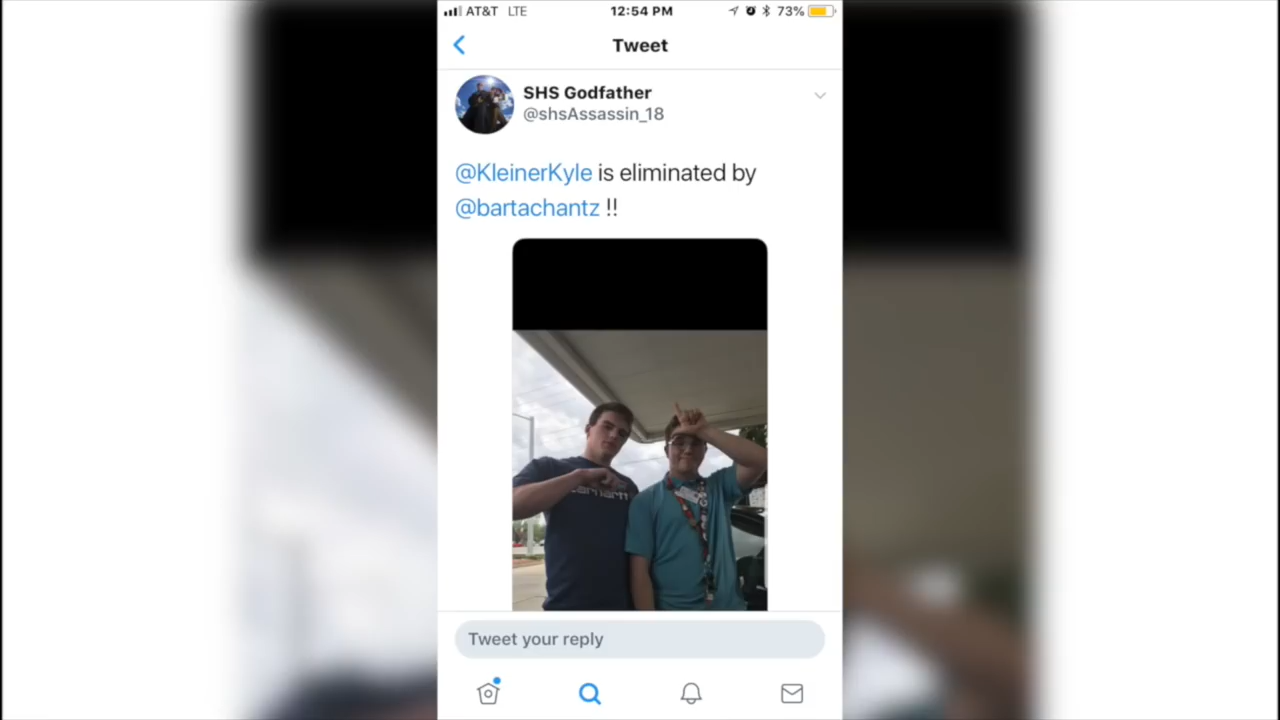 AT&T LTE 12:54 PM 73%
Tweet
SHS Godfather
@shsAssassin_18
@KleinerKyle is eliminated by
@bartachantz !!
carhartt
Tweet your reply